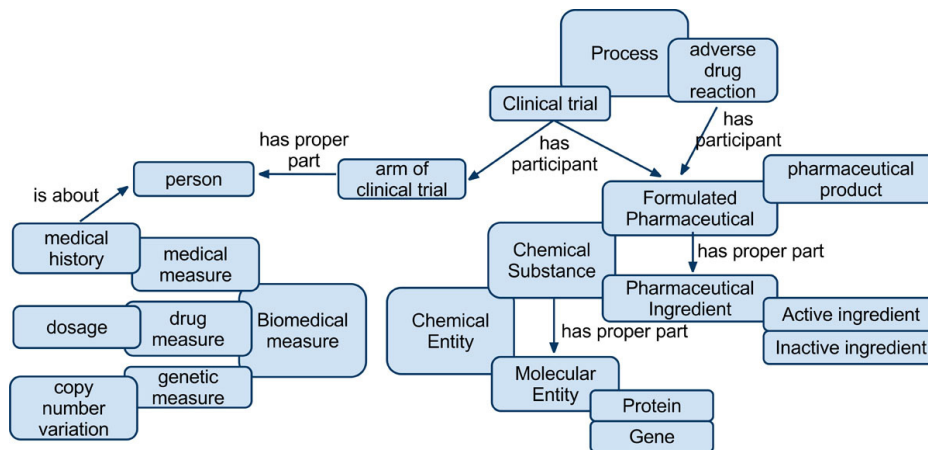 Process
adverse
drug
reaction
Clinical trial
has
participant
has
participant
has proper
part
arm of
clinical trial
person
is about
pharmaceutical
product
Formulated
Pharmaceutical
medical
history
medical
measure
Chemical
Substance
has proper part
Pharmaceutical
Ingredient
dosage
drug
measure
Biomedical
measure
Chemical
Entity
has proper part
Active ingredient
Inactive ingredient
genetic
measure
copy
number
variation
Molecular
Entity
Protein
Gene